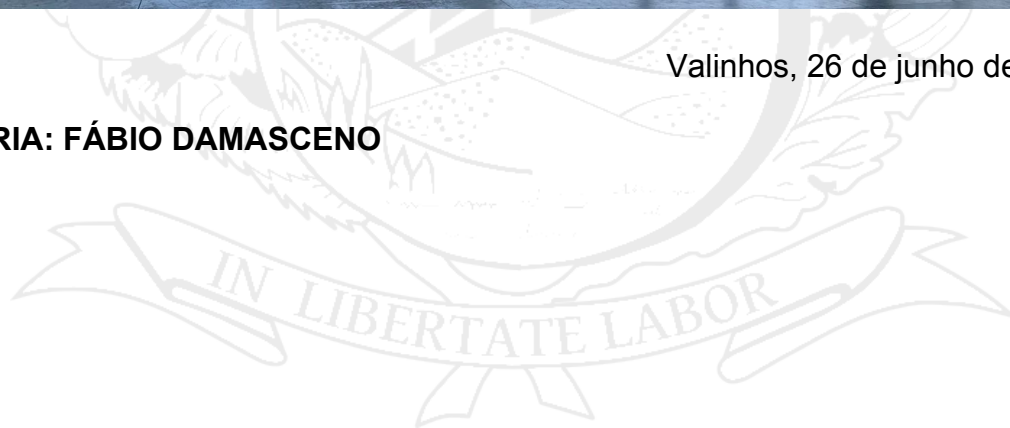 Valinhos, 26 de junho de
RIA: FÁBIO DAMASCENO
IN LIBERTATE LABOR